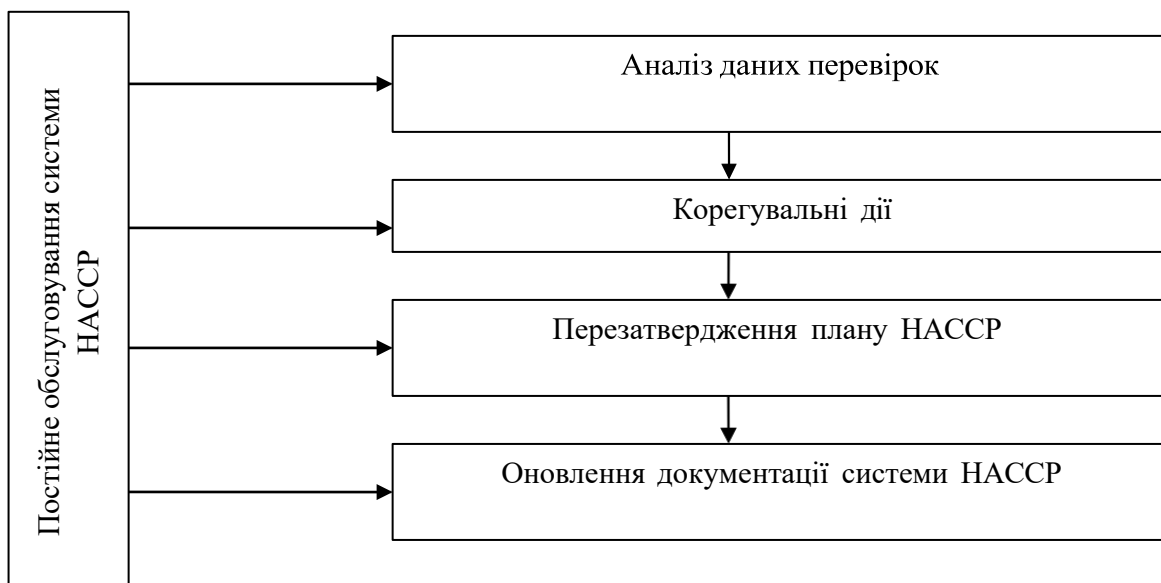 Постійне обслуговування системи
НАССР
Аналіз даних перевірок
Корегувальні дії
Перезатвердження плану НАССР
Оновлення документації системи НАССР